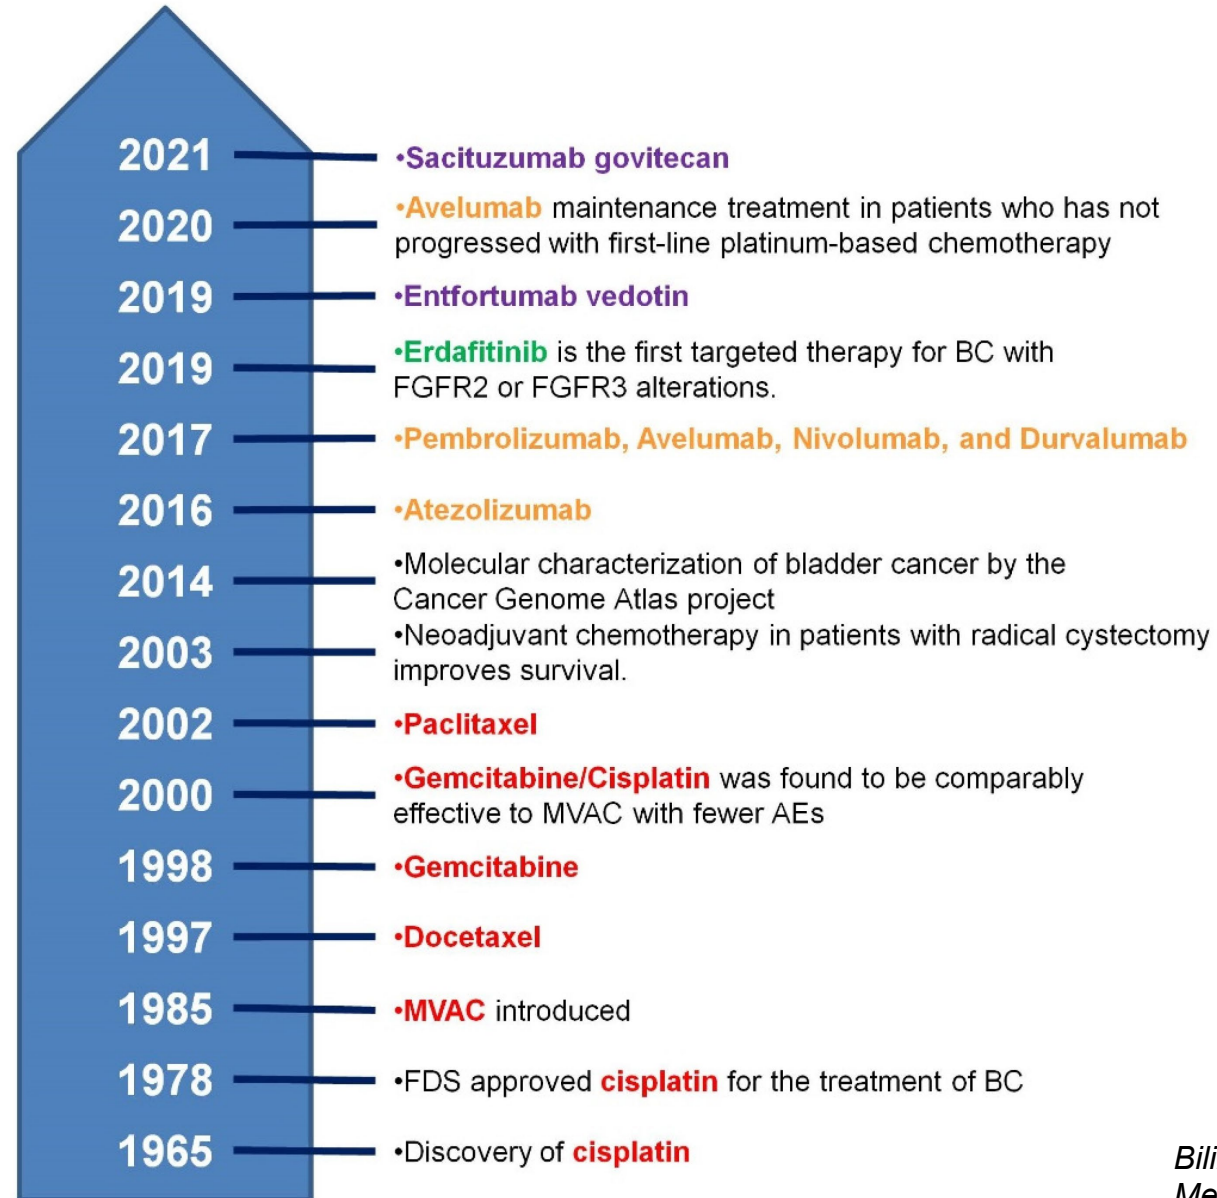 2021 •Sacituzumab govitecan
2020 •Avelumab maintenance treatment in patients who has not
progressed with first-line platinum-based chemotherapy
2019 •Entfortumab vedotin
2019 •Erdafitinib is the first targeted therapy for BC with
FGFR2 or FGFR3 alterations.
2017 •Pembrolizumab, Avelumab, Nivolumab, and Durvalumab
2016 •Atezolizumab
2014 •Molecular characterization of bladder cancer by the
Cancer Genome Atlas project
2003 •Neoadjuvant chemotherapy in patients with radical cystectomy
improves survival.
2002 •Paclitaxel
2000 •Gemcitabine/Cisplatin was found to be comparably
effective to MVAC with fewer AEs
1998 •Gemcitabine
1997 •Docetaxel
1985 •MVAC introduced
1978 •FDS approved cisplatin for the treatment of BC
1965 •Discovery of cisplatin
Bili